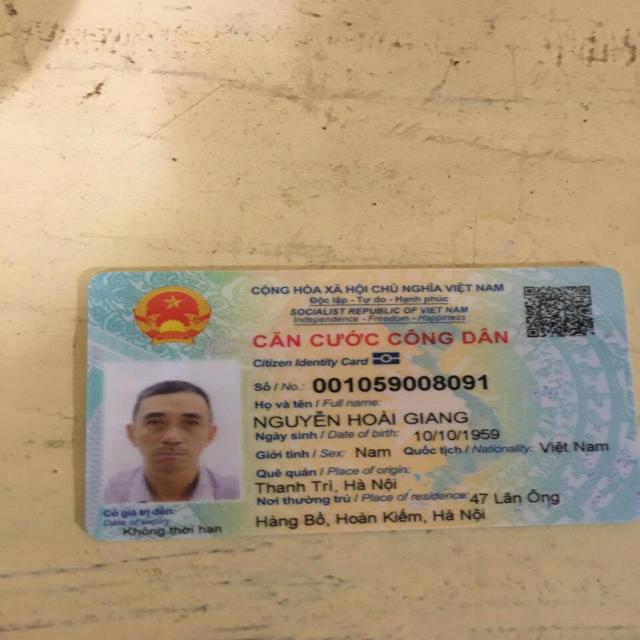 CỘNG HÒA XÃ HỘI CHỦ NGHĨA VIỆT NAM
Độc lập - Tự do - Hạnh phúc
SOCIALIST REPUBLIC OF VIET NAM
Independence - Freedom - Happiness
CĂN CƯỚC CÔNG DÂN
Citizen Identity Card
Số / No.: 001059008091
Họ và tên / Full name:
NGUYỄN HOÀI GIANG
Ngày sinh / Date of birth: 10/10/1959
Giới tính / Sex: Nam Quốc tịch / Nationality: Việt Nam
Quê quán / Place of origin:
Thanh Trì, Hà Nội
Nơi thường trú / Place of residence: 47 Lãn Ông
Hàng Bồ, Hoàn Kiếm, Hà Nội
Có giá trị đến:
Date of expiry
Không thời hạn